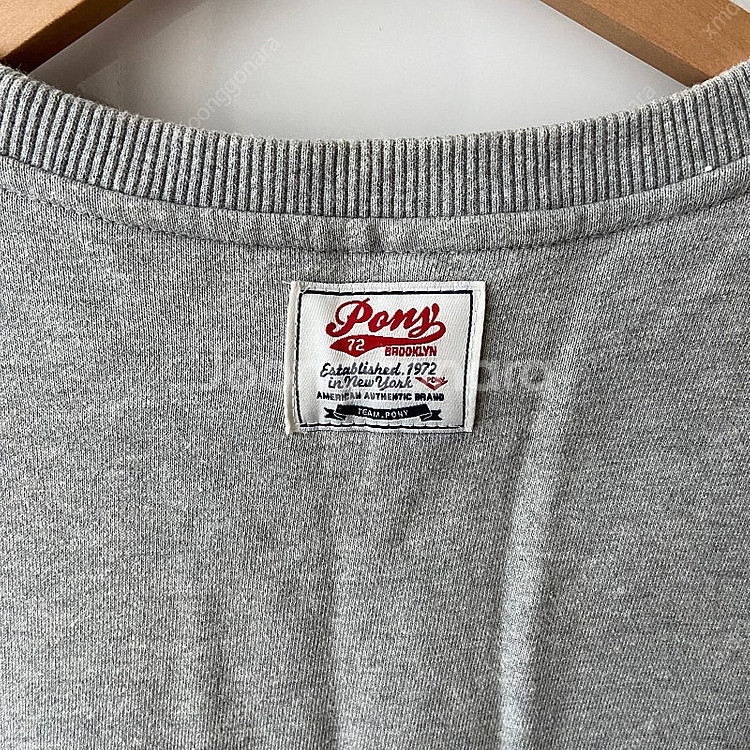 Pony
72 BROOKLYN
Established.1972
in New York PONY
AMERICAN AUTHENTIC BRAND
TEAM.PONY